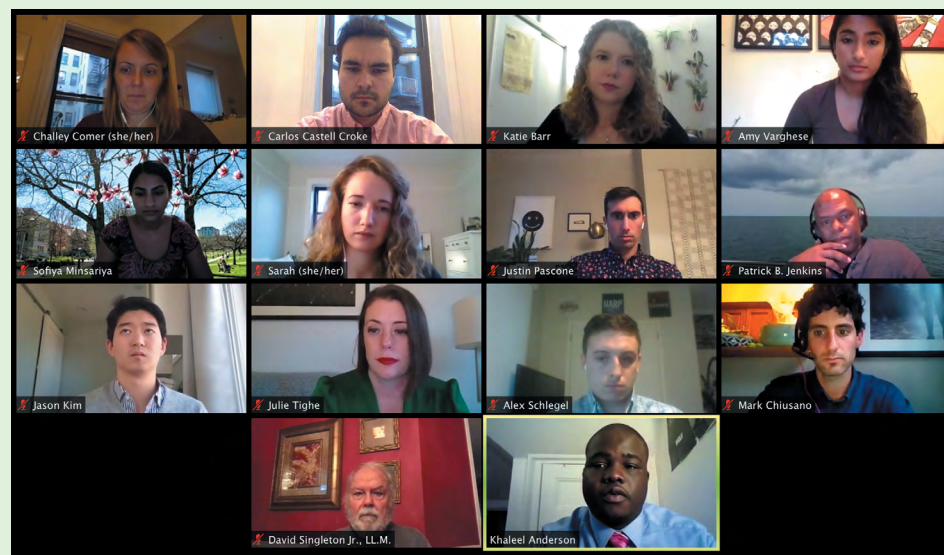 Challey Comer (she/her)
Carlos Castell Croke
Katie Barr
Amy Varghese
Sofiya Minsariya
Sarah (she/her)
Justin Pascone
Patrick B. Jenkins
Jason Kim
Julie Tighe
HARP
Alex Schlegel
Mark Chiusano
David Singleton Jr., LL.M.
Khaleel Anderson